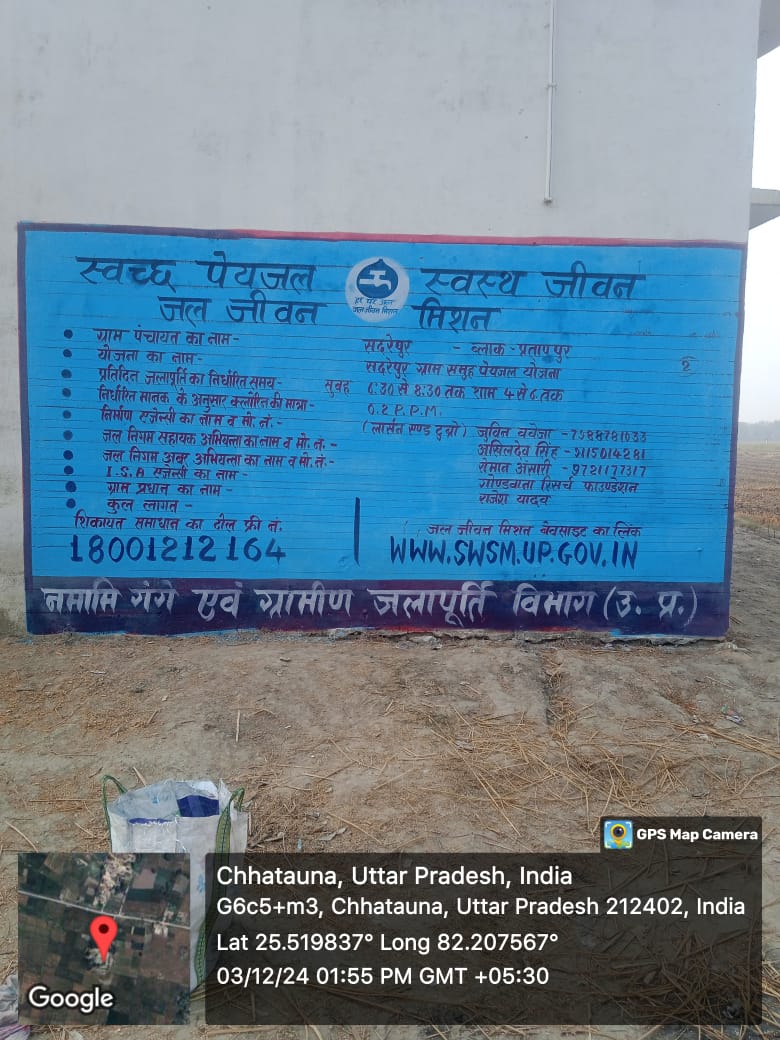 स्वच्छ पेयजल स्वस्थ जीवन
जल जीवन मिशन
हर घर जल
जल जीवन मिशन
• ग्राम पंचायत का नाम - सदरेपुर - ब्लाक - प्रतापपुर
• योजना का नाम - सदरेपुर ग्राम समुह पेयजल योजना
• प्रतिदिन जलापूर्ति का निर्धारित समय - सुबह 6:30 से 8:30 तक शाम 4 से 6 तक
• निर्धारित मानक के अनुसार क्लोरिन की मात्रा - 0.2 P.P.M.
• निर्माण एजेन्सी का नाम व मो. नं. - (लार्सन एण्ड टुब्रो)
• जल निगम सहायक अभियन्ता का नाम व मो. नं. - सिंह - 9115014281
• जल निगम अवर अभियन्ता का नाम व मो. नं. - अंसारी - 9721177317
• I.S.A एजेन्सी का नाम - गोण्डवाना रिसर्च फाउण्डेशन
• ग्राम प्रधान का नाम - राजेश यादव
• कुल लागत -
शिकायत समाधान का टोल फ्री नं. जल जीवन मिशन बेवसाइट का लिंक
18001212164 | WWW.SWSM.UP.GOV.IN
नमामि गंगे एवं ग्रामीण जलापूर्ति विभाग (उ. प्र.)
GPS Map Camera
Chhatauna, Uttar Pradesh, India
G6c5+m3, Chhatauna, Uttar Pradesh 212402, India
Lat 25.519837° Long 82.207567°
03/12/24 01:55 PM GMT +05:30
Google